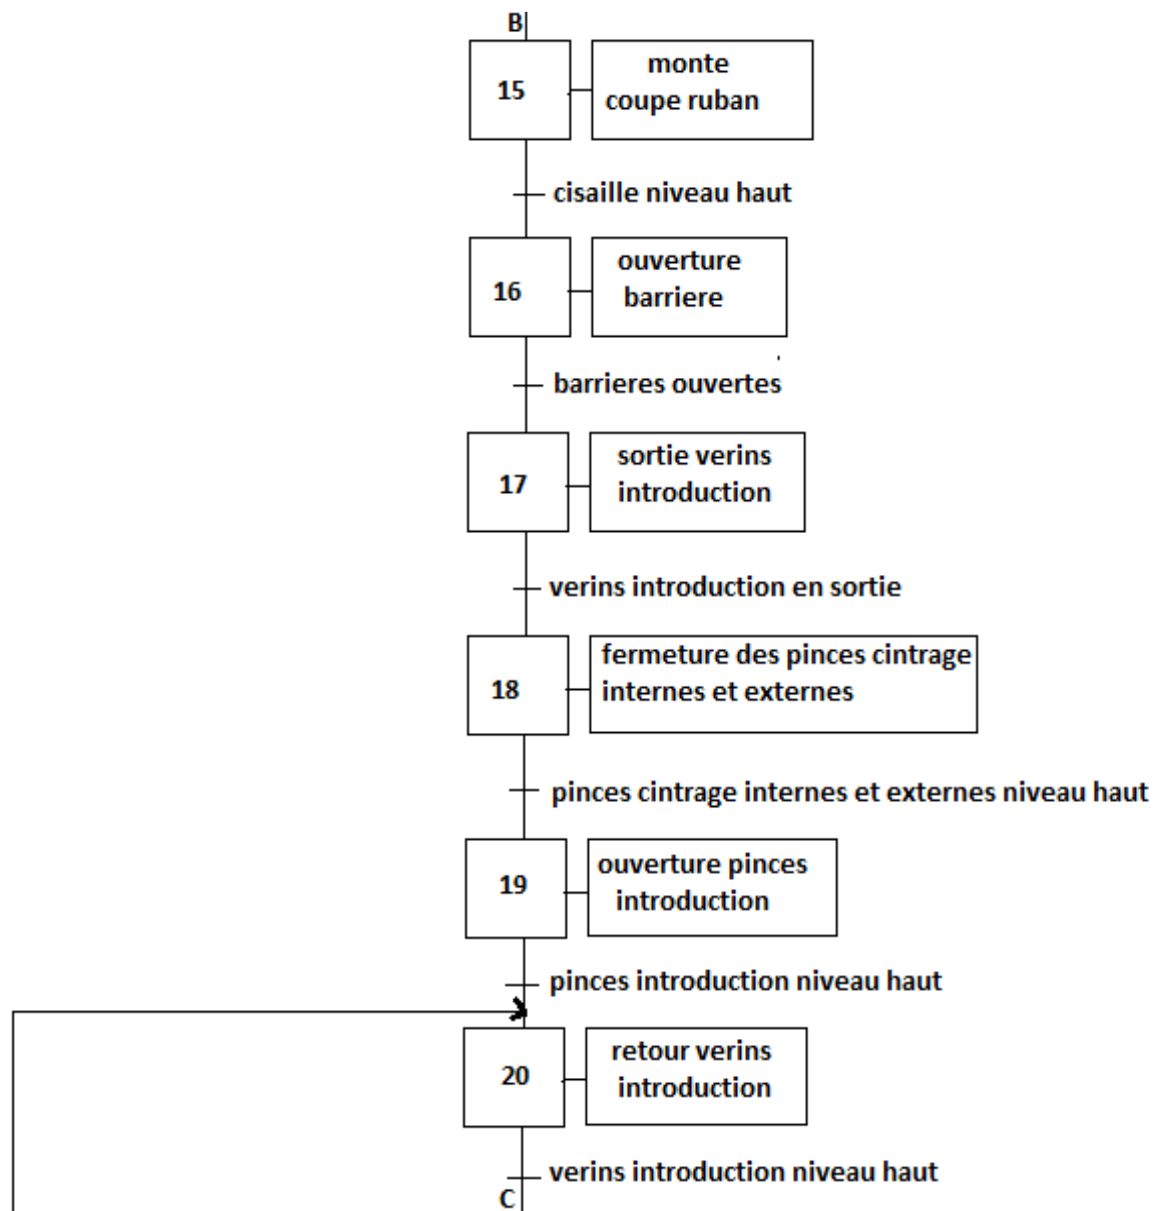 B
15
monte
coupe ruban
cisaille niveau haut
16
ouverture
barriere
barrieres ouvertes
17
sortie verins
introduction
verins introduction en sortie
18
fermeture des pinces cintrage
internes et externes
pinces cintrage internes et externes niveau haut
19
ouverture pinces
introduction
pinces introduction niveau haut
20
retour verins
introduction
verins introduction niveau haut
C